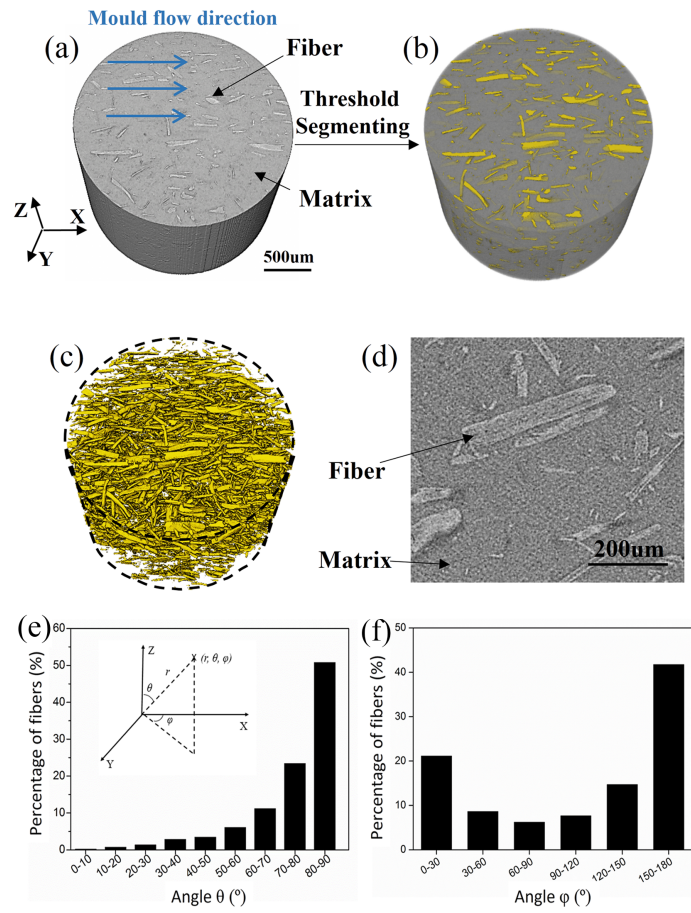 Mould flow direction
(a)
Fiber
(b)
Threshold
Segmenting
Matrix
Z
X
Y
500um
(c)
(d)
Fiber
Matrix
200um
(e)
(f)
Percentage of fibers (%)
60
50
40
30
20
10
0
Z
(r, θ, φ)
r
θ
φ
X
Y
0-10
10-20
20-30
30-40
40-50
50-60
60-70
70-80
80-90
Angle θ (º)
Percentage of fibers (%)
50
40
30
20
10
0
0-30
30-60
60-90
90-120
120-150
150-180
Angle φ (º)